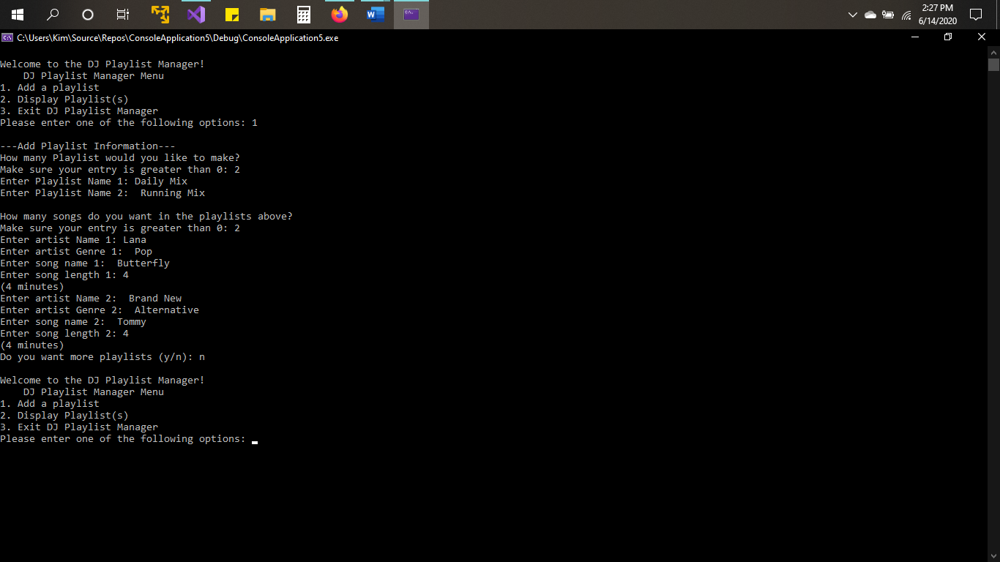 2:27 PM
6/14/2020
C:\Users\Kim\Source\Repos\ConsoleApplication5\Debug\ConsoleApplication5.exe
Welcome to the DJ Playlist Manager!
    DJ Playlist Manager Menu
1. Add a playlist
2. Display Playlist(s)
3. Exit DJ Playlist Manager
Please enter one of the following options: 1
---Add Playlist Information---
How many Playlist would you like to make?
Make sure your entry is greater than 0: 2
Enter Playlist Name 1: Daily Mix
Enter Playlist Name 2:  Running Mix
How many songs do you want in the playlists above?
Make sure your entry is greater than 0: 2
Enter artist Name 1: Lana
Enter artist Genre 1:  Pop
Enter song name 1:  Butterfly
Enter song length 1: 4
(4 minutes)
Enter artist Name 2:  Brand New
Enter artist Genre 2:  Alternative
Enter song name 2:  Tommy
Enter song length 2: 4
(4 minutes)
Do you want more playlists (y/n): n
Welcome to the DJ Playlist Manager!
    DJ Playlist Manager Menu
1. Add a playlist
2. Display Playlist(s)
3. Exit DJ Playlist Manager
Please enter one of the following options: